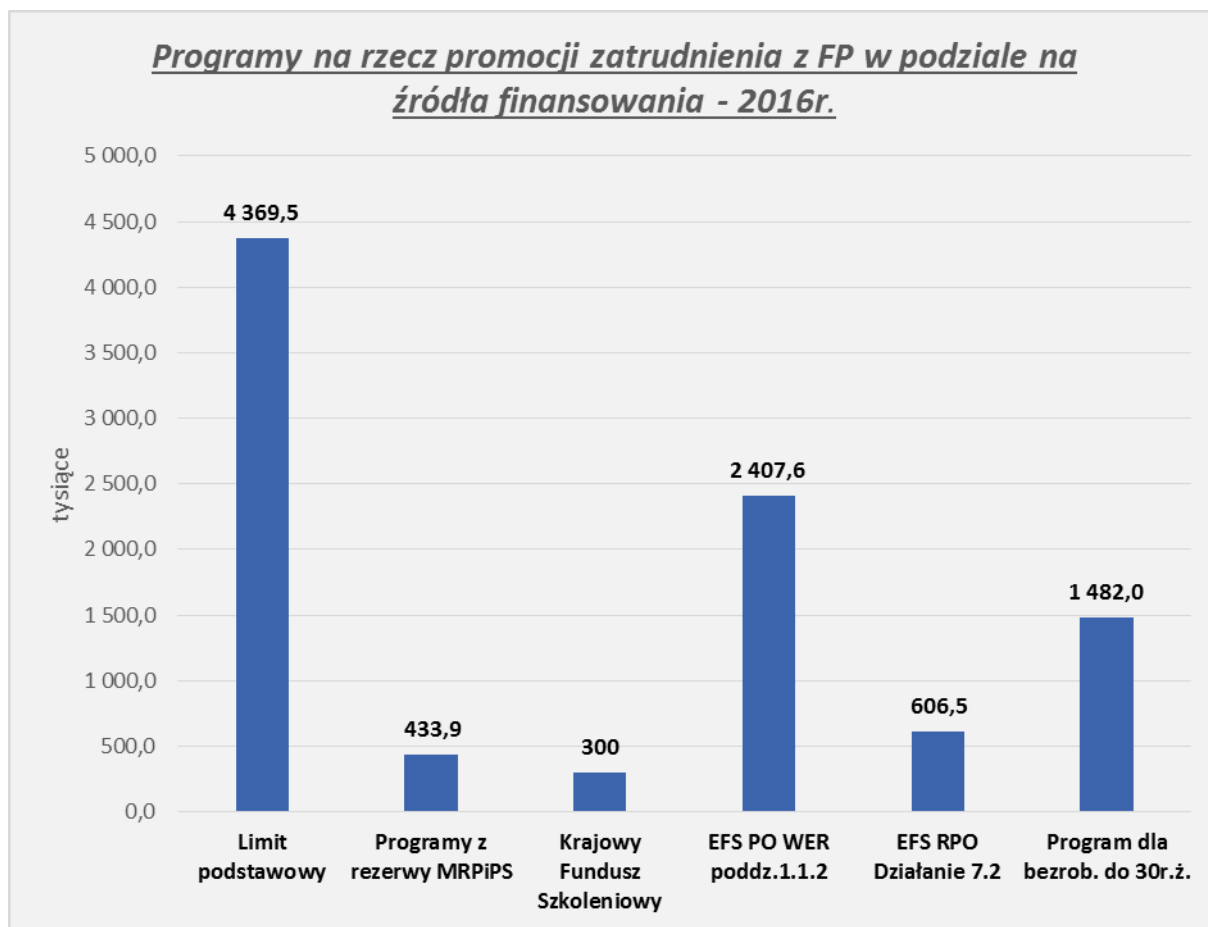 Programy na rzecz promocji zatrudnienia z FP w podziale na
źródła finansowania - 2016r.
tysiące
5 000,0
4 500,0
4 000,0
3 500,0
3 000,0
2 500,0
2 000,0
1 500,0
1 000,0
500,0
0,0
4 369,5
433,9
300
2 407,6
606,5
1 482,0
Limit
podstawowy
Programy z
rezerwy MRPiPS
Krajowy
Fundusz
Szkoleniowy
EFS PO WER
poddz.1.1.2
EFS RPO
Działanie 7.2
Program dla
bezrob. do 30r.ż.